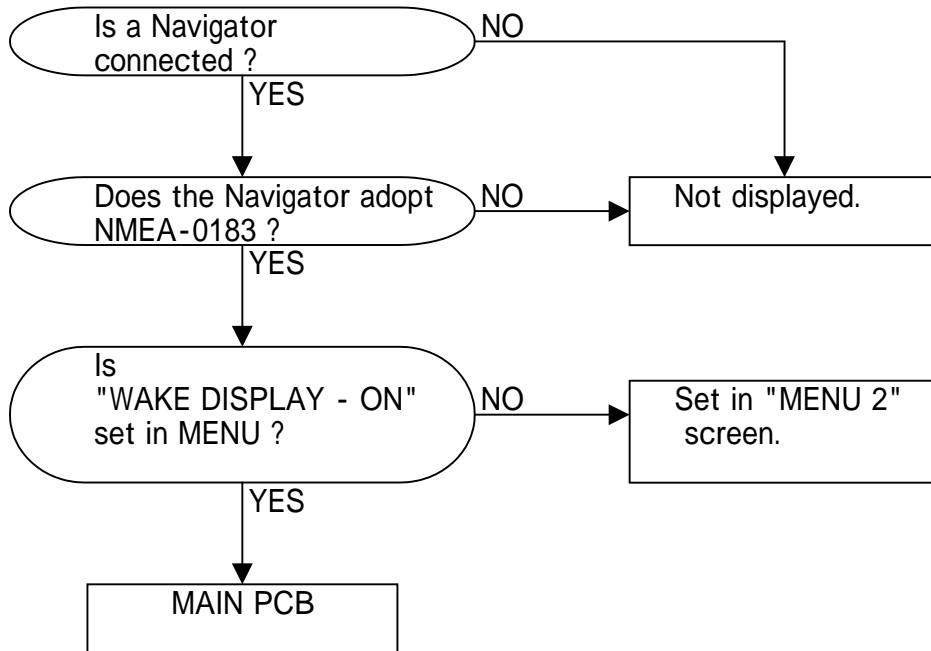 Is a Navigator
connected ?
NO
YES
Does the Navigator adopt
NMEA-0183 ?
NO
Not displayed.
YES
Is
"WAKE DISPLAY - ON"
set in MENU ?
NO
Set in "MENU 2"
screen.
YES
MAIN PCB